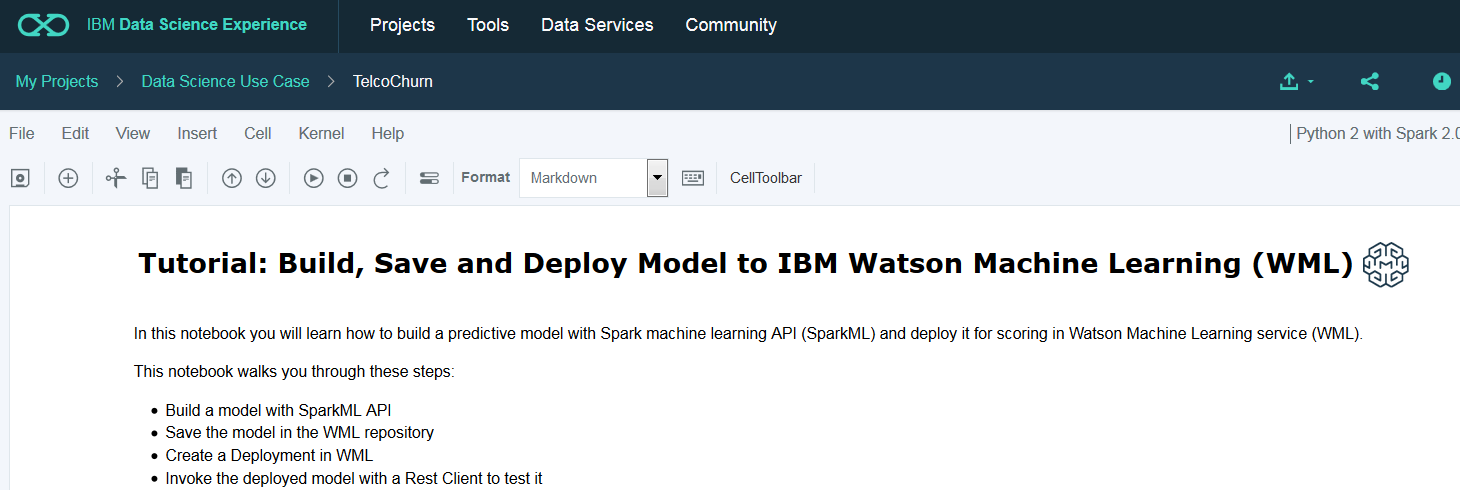 IBM Data Science Experience Projects Tools Data Services Community
My Projects > Data Science Use Case > TelcoChurn
File Edit View Insert Cell Kernel Help | Python 2 with Spark 2.0
Format Markdown CellToolbar
Tutorial: Build, Save and Deploy Model to IBM Watson Machine Learning (WML)
In this notebook you will learn how to build a predictive model with Spark machine learning API (SparkML) and deploy it for scoring in Watson Machine Learning service (WML).
This notebook walks you through these steps:
• Build a model with SparkML API
• Save the model in the WML repository
• Create a Deployment in WML
• Invoke the deployed model with a Rest Client to test it